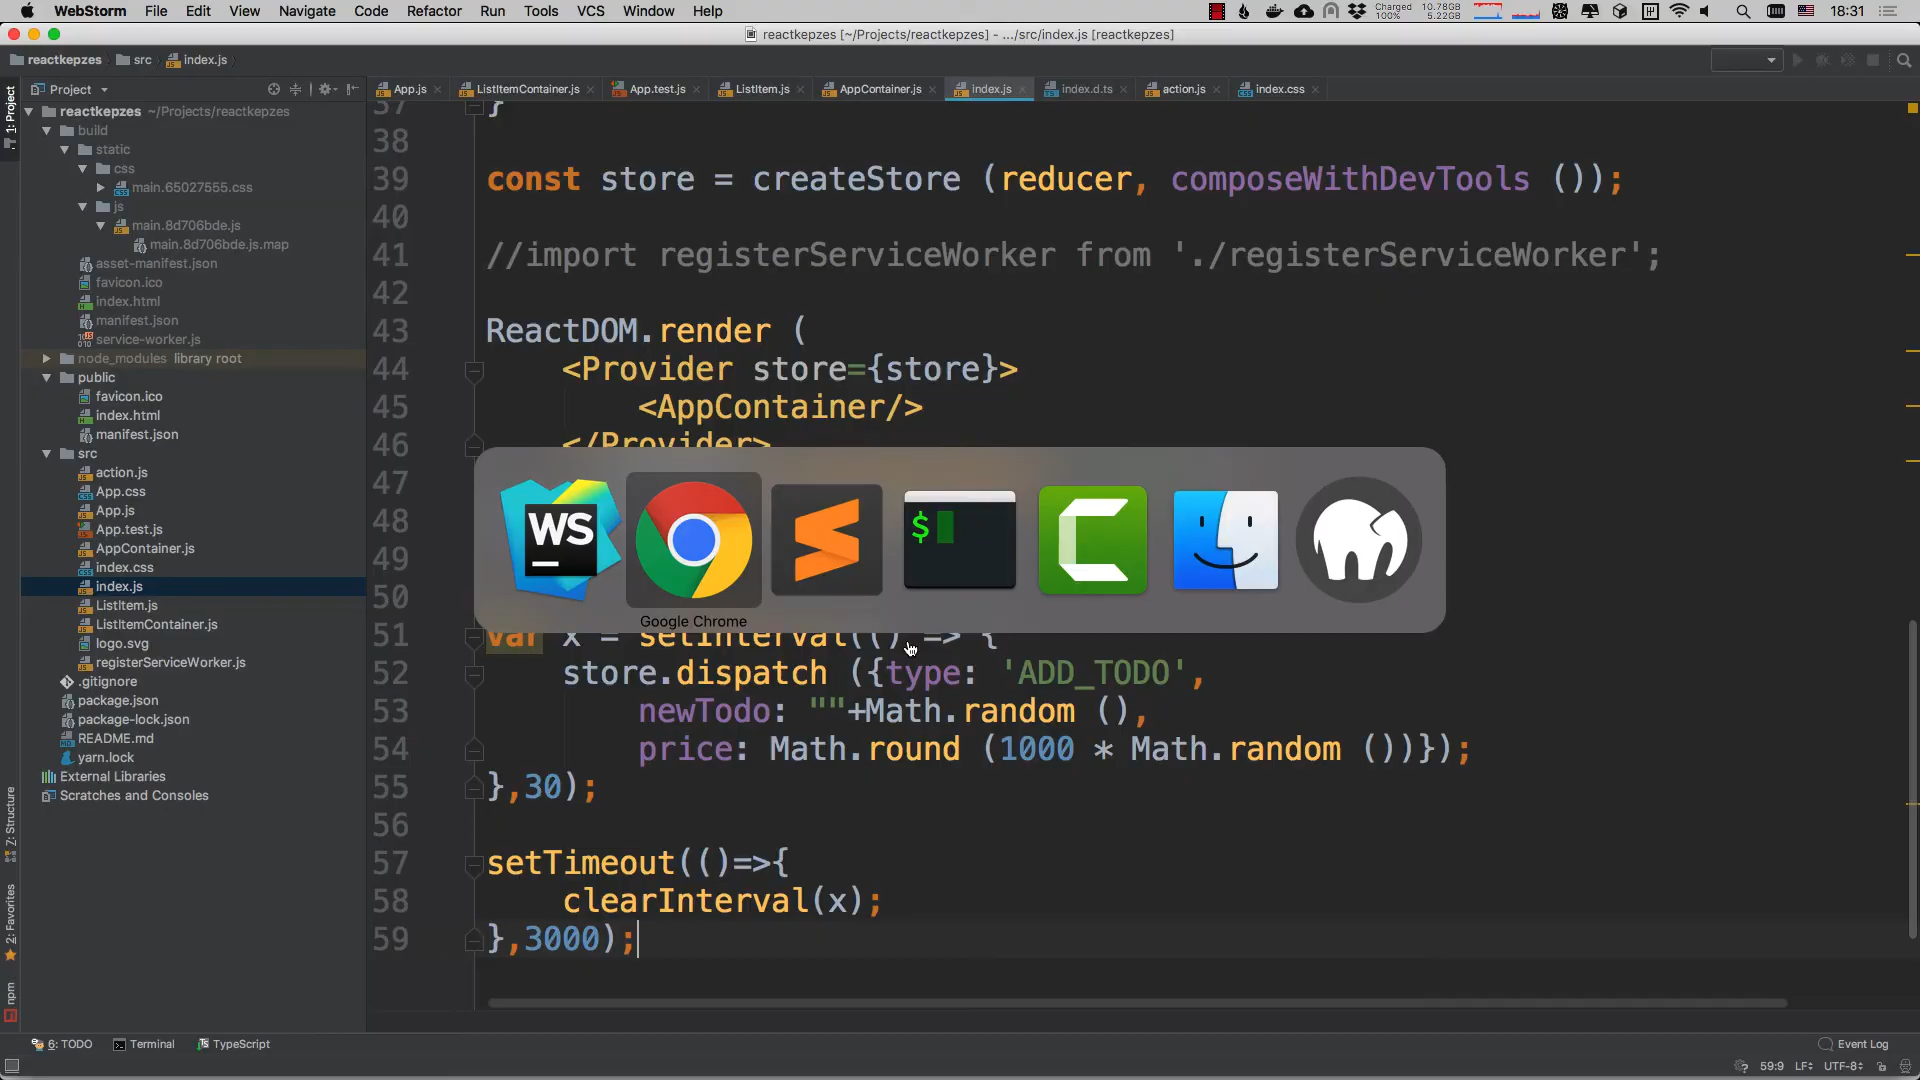 WebStorm File Edit View Navigate Code Refactor Run Tools VCS Window Help
Charged 100% 10.78GB 5.22GB 18:31
reactkepzes [~/Projects/reactkepzes] - .../src/index.js [reactkepzes]
reactkepzes src index.js
Project
App.js ListItemContainer.js App.test.js ListItem.js AppContainer.js index.js index.d.ts action.js index.css
1: Project
Z: Structure
2: Favorites
npm
reactkepzes ~/Projects/reactkepzes
build
static
css
main.65027555.css
js
main.8d706bde.js
main.8d706bde.js.map
asset-manifest.json
favicon.ico
index.html
manifest.json
service-worker.js
node_modules library root
public
favicon.ico
index.html
manifest.json
src
action.js
App.css
App.js
App.test.js
AppContainer.js
index.css
index.js
ListItem.js
ListItemContainer.js
logo.svg
registerServiceWorker.js
.gitignore
package.json
package-lock.json
README.md
yarn.lock
External Libraries
Scratches and Consoles
37 }
38
39 const store = createStore (reducer, composeWithDevTools ());
40
41 //import registerServiceWorker from './registerServiceWorker';
42
43 ReactDOM.render (
44 <Provider store={store}>
45 <AppContainer/>
46 </Provider>
47
48
49
50
51 var x = setInterval(() => {
52 store.dispatch ({type: 'ADD_TODO',
53 newTodo: ""+Math.random (),
54 price: Math.round (1000 * Math.random ())});
55 },30);
56
57 setTimeout(()=>{
58 clearInterval(x);
59 },3000);
WS
$
Google Chrome
6: TODO Terminal TypeScript Event Log
59:9 LF UTF-8